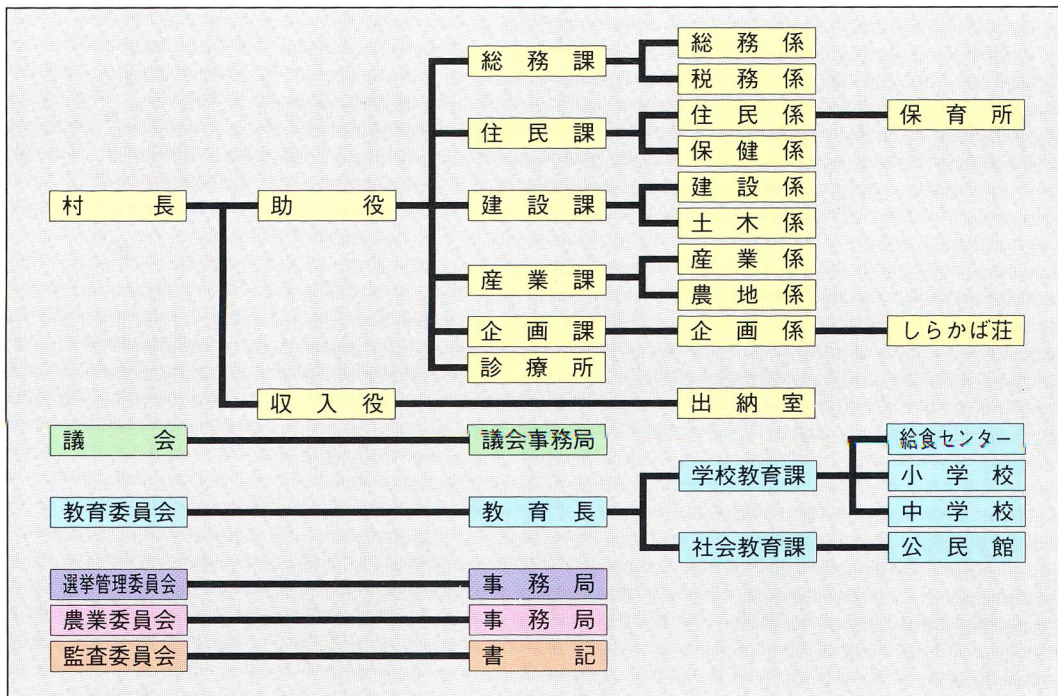 総務課
総務係
税務係
住民課
住民係
保育所
保健係
村長
助役
建設課
建設係
土木係
産業課
産業係
農地係
企画課
企画係
しらかば荘
診療所
収入役
出納室
議会
議会事務局
教育委員会
教育長
学校教育課
給食センター
小学校
中学校
社会教育課
公民館
選挙管理委員会
事務局
農業委員会
事務局
監査委員会
書記